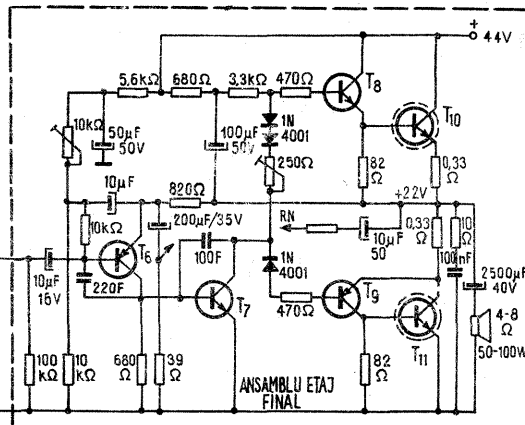 +
44V
5,6kΩ 680Ω 3,3kΩ 470Ω
T8
10kΩ
50µF
50V
100µF
50V
1N
4001
T10
250Ω
82
Ω
0,33
Ω
10µF
820Ω
+22V
200µF/35V
RN
10µF
50
0,33
Ω
10
Ω
10kΩ
T6
100F
1N
4001
100nF
2500µF
40V
10µF
16V
220F
T7
470Ω
T9
T11
4-8
Ω
50-100W
100
kΩ
10
kΩ
680
Ω
39
Ω
82
Ω
ANSAMBLU ETAJ
FINAL